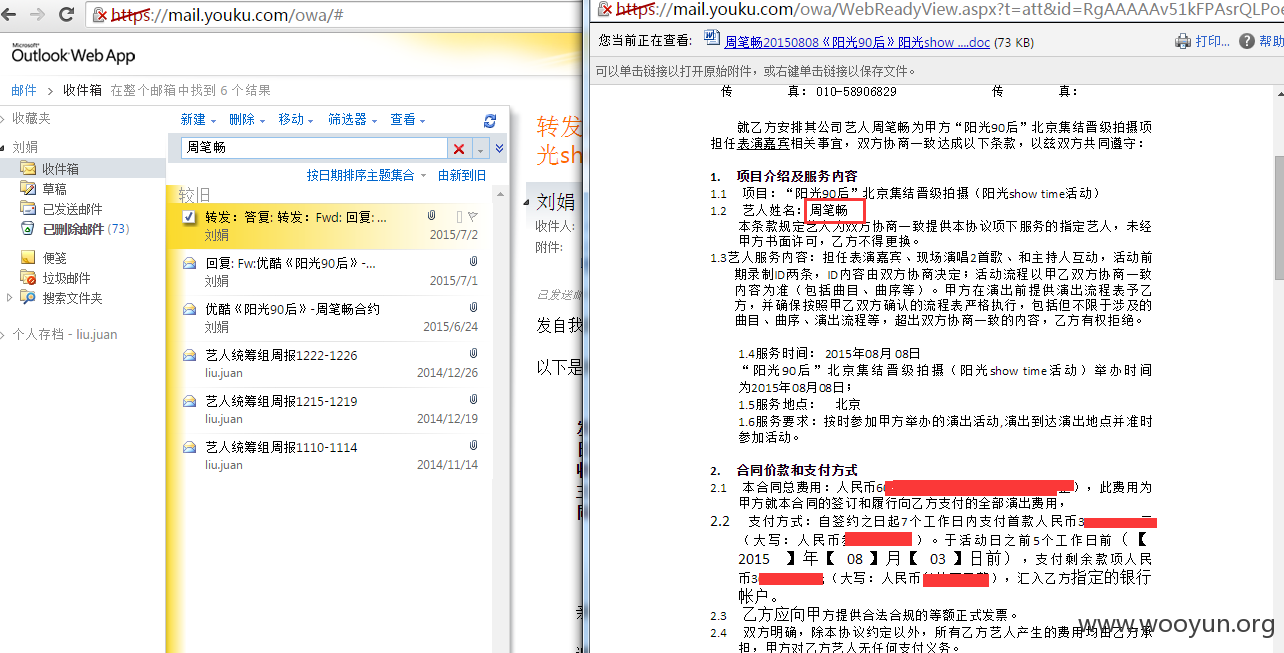 https://mail.youku.com/owa/#
Microsoft
Outlook Web App
邮件 › 收件箱 在整个邮箱中找到 6 个结果
收藏夹
刘娟
收件箱
草稿
已发送邮件
已删除邮件 (73)
便笺
垃圾邮件
搜索文件夹
个人存档 - liu.juan
新建 删除 移动 筛选器 查看
周笔畅
按日期排序主题集合 由新到旧
较旧
转发：答复: 转发：Fwd: 回复: ...
刘娟 2015/7/2
回复: Fw:优酷《阳光90后》-...
刘娟 2015/7/1
优酷《阳光90后》-周笔畅合约
刘娟 2015/6/24
艺人统筹组周报1222-1226
liu.juan 2014/12/26
艺人统筹组周报1215-1219
liu.juan 2014/12/19
艺人统筹组周报1110-1114
liu.juan 2014/11/14
转发
光sh
刘娟
收件人:
附件:
已发送邮
发自我
以下是
https://mail.youku.com/owa/WebReadyView.aspx?t=att&id=RgAAAAAv51kFPAsrQLPoe
您当前正在查看: 周笔畅20150808《阳光90后》阳光show ....doc (73 KB) 打印... 帮助
可以单击链接以打开原始附件，或右键单击链接以保存文件。
传 真：010-58906829 传 真：
就乙方安排其公司艺人周笔畅为甲方“阳光90后”北京集结晋级拍摄项
担任表演嘉宾相关事宜，双方协商一致达成以下条款，以兹双方共同遵守：
1. 项目介绍及服务内容
1.1 项目：“阳光90后”北京集结晋级拍摄（阳光show time活动）
1.2 艺人姓名：周笔畅
本条款规定艺人为双方协商一致提供本协议项下服务的指定艺人，未经
甲方书面许可，乙方不得更换。
1.3艺人服务内容：担任表演嘉宾、现场演唱2首歌、和主持人互动，活动前
期录制ID两条，ID内容由双方协商决定；活动流程以甲乙双方协商一致
内容为准（包括曲目、曲序等）。甲方在演出前提供演出流程表予乙
方，并确保按照甲乙双方确认的流程表严格执行，包括但不限于涉及的
曲目、曲序、演出流程等，超出双方协商一致的内容，乙方有权拒绝。
1.4服务时间： 2015年08月 08日
“阳光90后”北京集结晋级拍摄（阳光show time活动）举办时间
为2015年08月08日；
1.5服务地点： 北京
1.6服务要求：按时参加甲方举办的演出活动,演出到达演出地点并准时
参加活动。
2. 合同价款和支付方式
2.1 本合同总费用：人民币6 ），此费用为
甲方就本合同的签订和履行向乙方支付的全部演出费用，
2.2 支付方式：自签约之日起7个工作日内支付首款人民币3
（大写：人民币 ）。于活动日之前5个工作日前（【
2015 】年【 08 】月【 03 】日前），支付剩余款项人民
币3 （大写：人民币 ），汇入乙方指定的银行
帐户。
2.3 乙方应向甲方提供合法合规的等额正式发票。
2.4 双方明确，除本协议约定以外，所有乙方艺人产生的费用均由乙方承
担，甲方对乙方艺人无任何支付义务。
www.wooyun.org